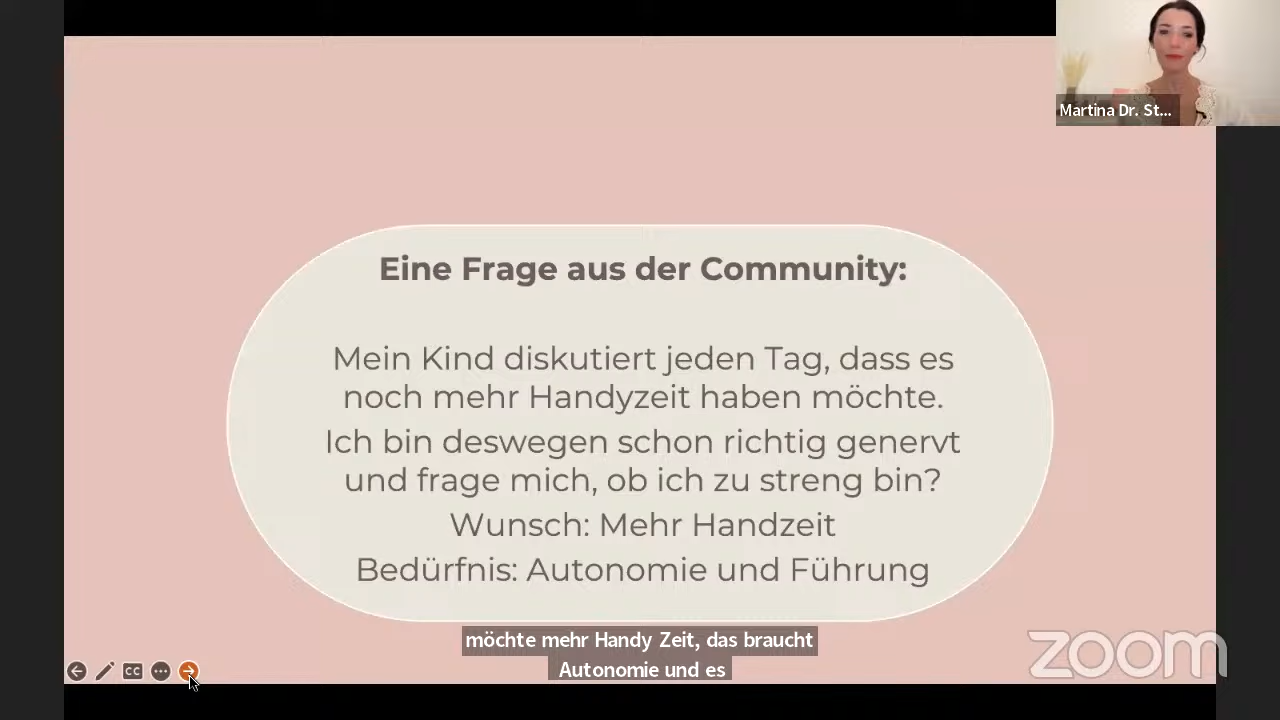 Martina Dr. St...
Eine Frage aus der Community:
Mein Kind diskutiert jeden Tag, dass es
noch mehr Handyzeit haben möchte.
Ich bin deswegen schon richtig genervt
und frage mich, ob ich zu streng bin?
Wunsch: Mehr Handzeit
Bedürfnis: Autonomie und Führung
möchte mehr Handy Zeit, das braucht
Autonomie und es
CC
zoom